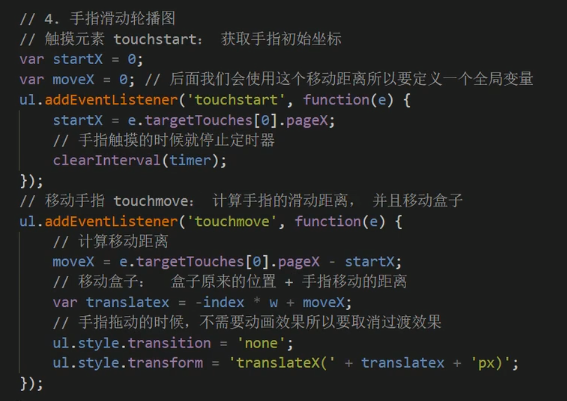 // 4. 手指滑动轮播图
// 触摸元素 touchstart： 获取手指初始坐标
var startX = 0;
var moveX = 0; // 后面我们会使用这个移动距离所以要定义一个全局变量
ul.addEventListener('touchstart', function(e) {
    startX = e.targetTouches[0].pageX;
    // 手指触摸的时候就停止定时器
    clearInterval(timer);
});
// 移动手指 touchmove： 计算手指的滑动距离， 并且移动盒子
ul.addEventListener('touchmove', function(e) {
    // 计算移动距离
    moveX = e.targetTouches[0].pageX - startX;
    // 移动盒子：  盒子原来的位置 + 手指移动的距离
    var translatex = -index * w + moveX;
    // 手指拖动的时候，不需要动画效果所以要取消过渡效果
    ul.style.transition = 'none';
    ul.style.transform = 'translateX(' + translatex + 'px)';
});